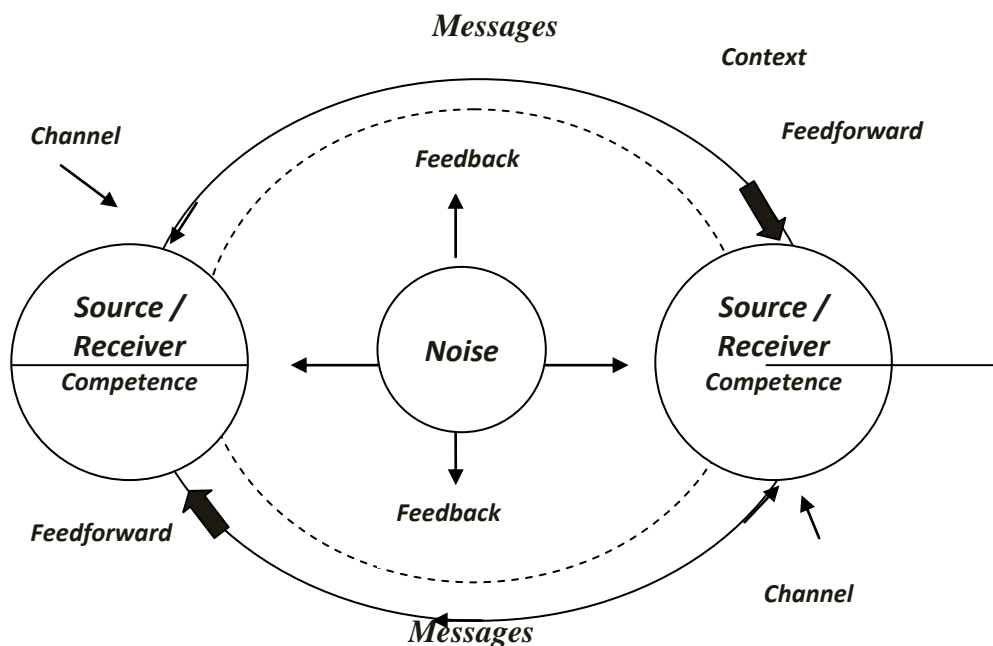 Messages
Context
Feedforward
Channel
Feedback
Source /
Receiver
Competence
Noise
Source /
Receiver
Competence
Feedback
Feedforward
Channel
Messages